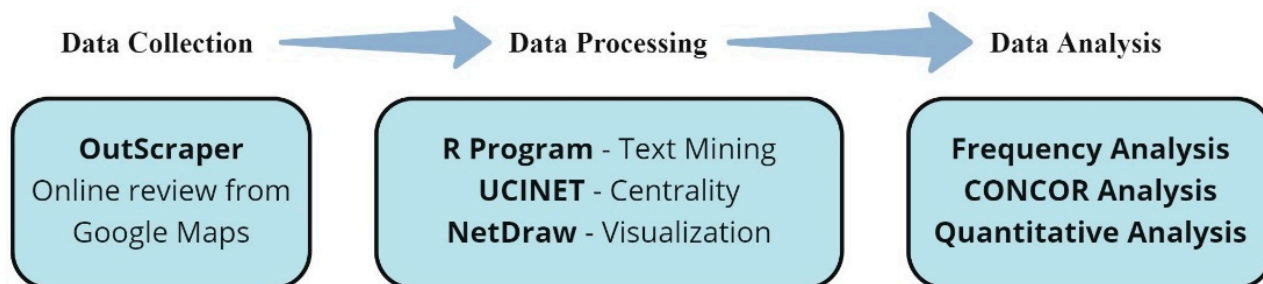 Data Collection
Data Processing
Data Analysis
OutScraper
Online review from
Google Maps
R Program - Text Mining
UCINET - Centrality
NetDraw - Visualization
Frequency Analysis
CONCOR Analysis
Quantitative Analysis